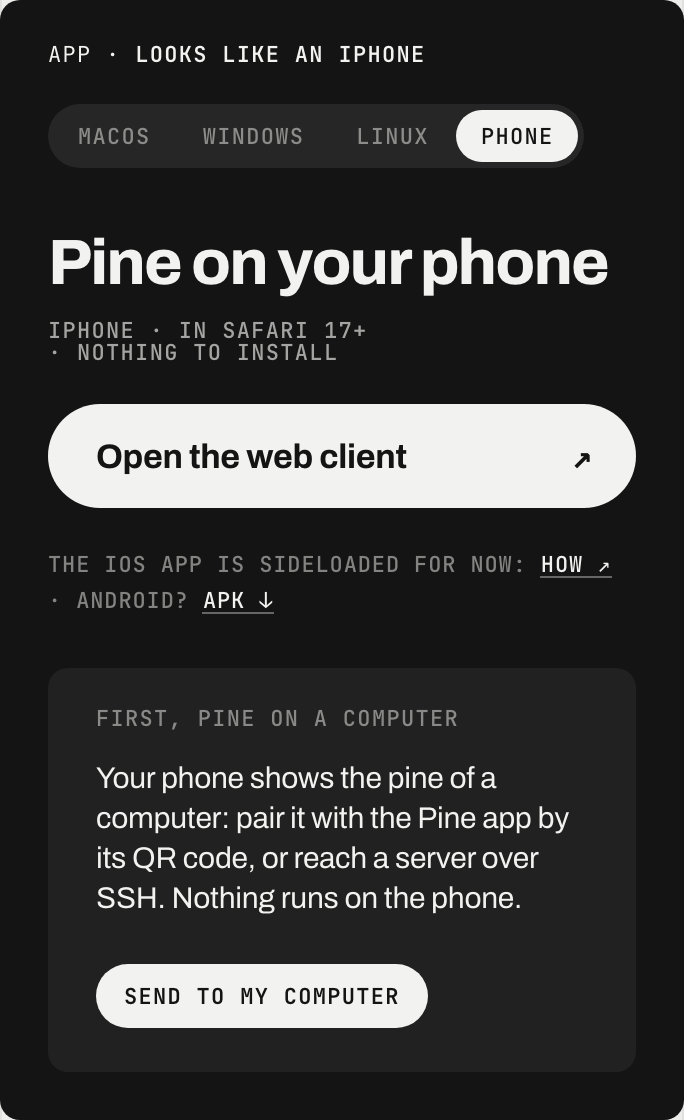 APP · LOOKS LIKE AN IPHONE
MACOS WINDOWS LINUX PHONE
Pine on your phone
IPHONE · IN SAFARI 17+
· NOTHING TO INSTALL
Open the web client ↗
THE IOS APP IS SIDELOADED FOR NOW: HOW ↗
· ANDROID? APK ↓
FIRST, PINE ON A COMPUTER
Your phone shows the pine of a
computer: pair it with the Pine app by
its QR code, or reach a server over
SSH. Nothing runs on the phone.
SEND TO MY COMPUTER